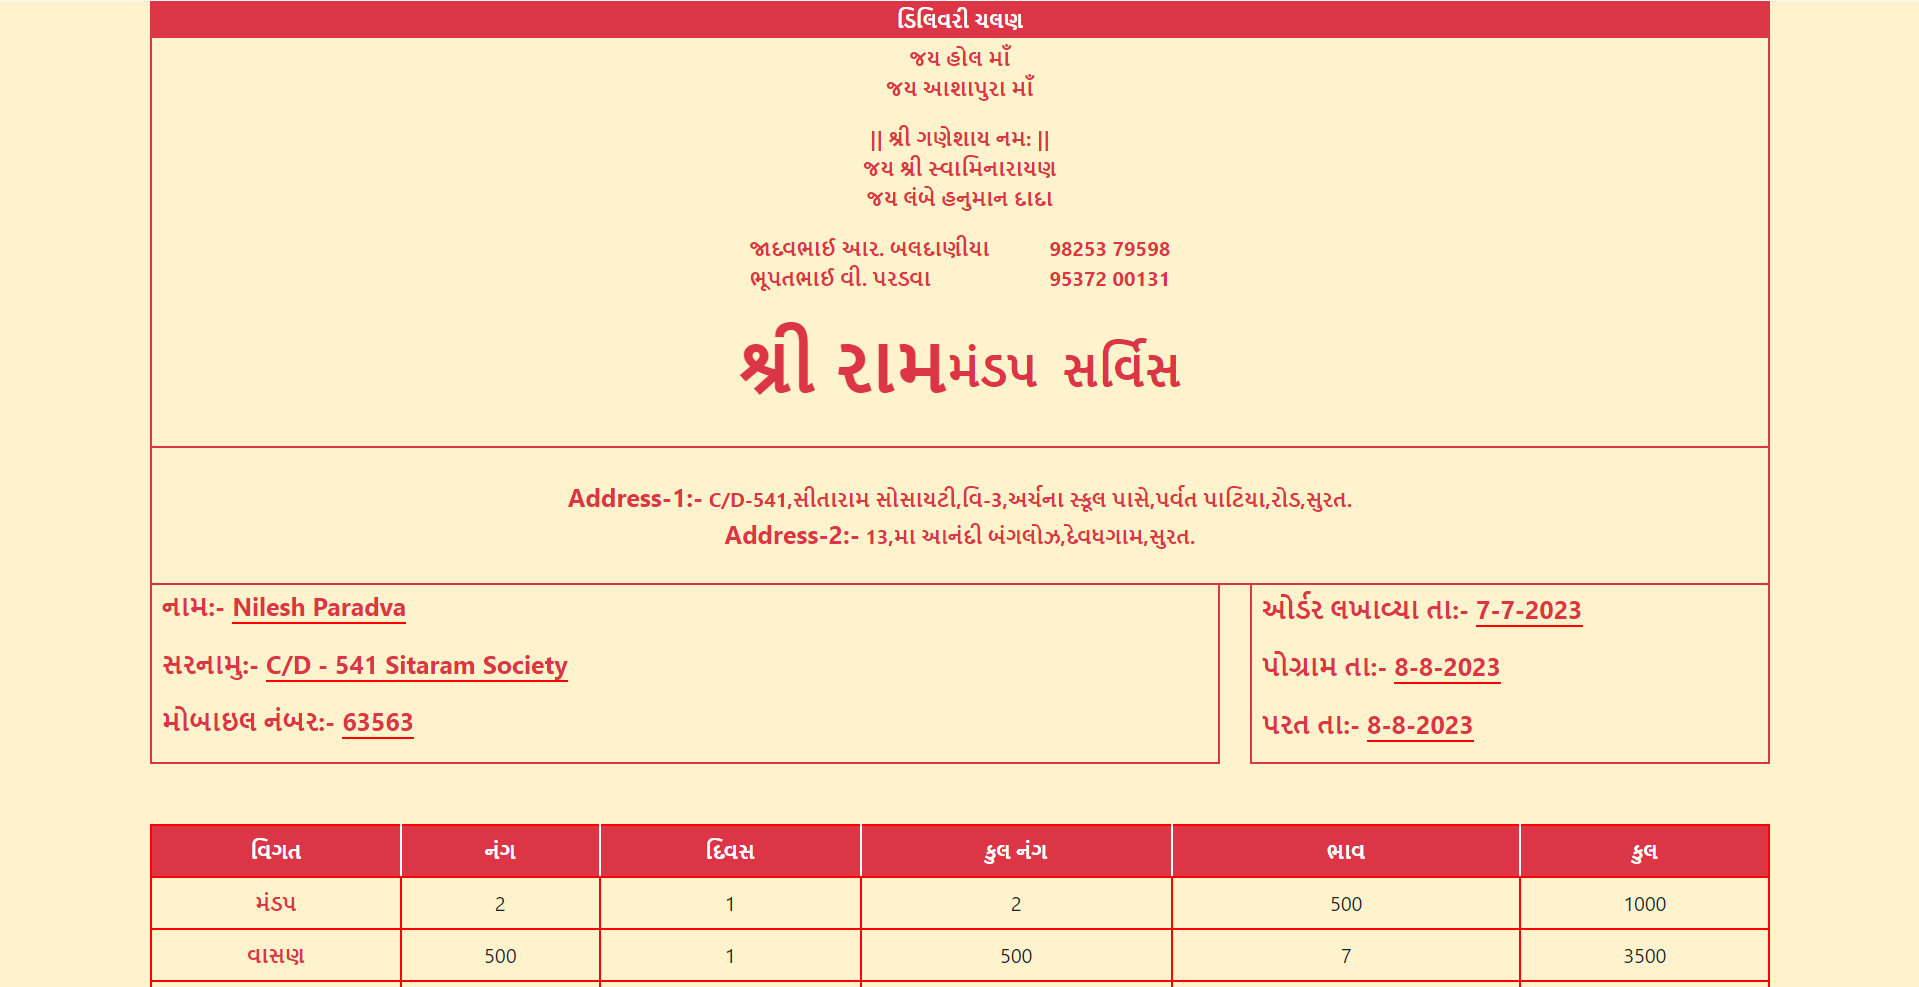 ડિલિવરી ચલણ
જય હોલ માઁ
જય આશાપુરા માઁ
|| શ્રી ગણેશાય નમ: ||
જય શ્રી સ્વામિનારાયણ
જય લંબે હનુમાન દાદા
જાદવભાઈ આર. બલદાણીયા 98253 79598
ભૂપતભાઈ વી. પરડવા 95372 00131
શ્રી રામ મંડપ સર્વિસ
Address-1:- C/D-541,સીતારામ સોસાયટી,વિ-3,અર્ચના સ્કૂલ પાસે,પર્વત પાટિયા,રોડ,સુરત.
Address-2:- 13,મા આનંદી બંગલોઝ,દેવધગામ,સુરત.
નામ:- Nilesh Paradva
સરનામુ:- C/D - 541 Sitaram Society
મોબાઇલ નંબર:- 63563
ઓર્ડર લખાવ્યા તા:- 7-7-2023
પોગ્રામ તા:- 8-8-2023
પરત તા:- 8-8-2023
વિગત નંગ દિવસ કુલ નંગ ભાવ કુલ
મંડપ 2 1 2 500 1000
વાસણ 500 1 500 7 3500